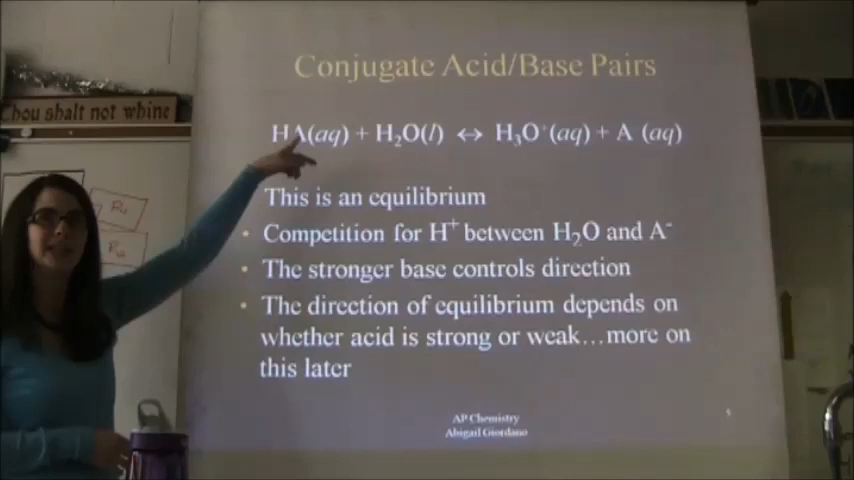 Conjugate Acid/Base Pairs
Thou shalt not whine
HA(aq) + H₂O(l) ↔ H₃O⁺(aq) + A (aq)
This is an equilibrium
• Competition for H⁺ between H₂O and A⁻
• The stronger base controls direction
• The direction of equilibrium depends on
whether acid is strong or weak…more on
this later
AP Chemistry
Abigail Giordano